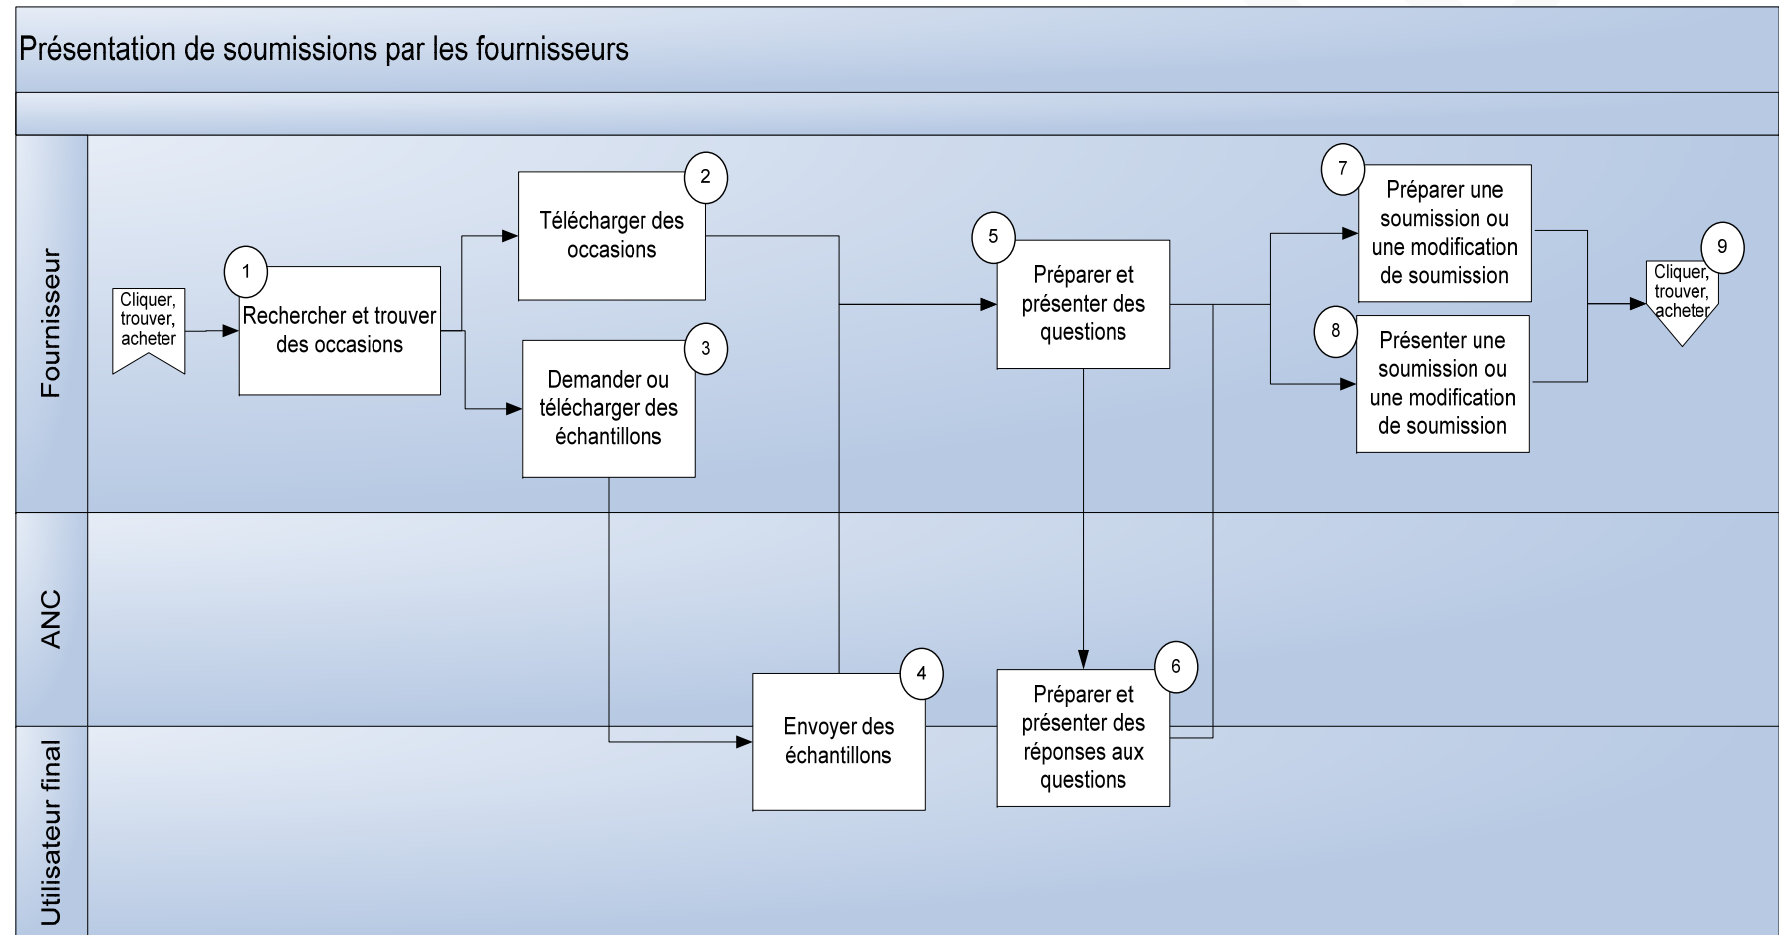 Présentation de soumissions par les fournisseurs
Fournisseur
Cliquer,
trouver,
acheter
1
Rechercher et trouver
des occasions
2
Télécharger des
occasions
3
Demander ou
télécharger des
échantillons
5
Préparer et
présenter des
questions
7
Préparer une
soumission ou
une modification
de soumission
8
Présenter une
soumission ou
une modification
de soumission
9
Cliquer,
trouver,
acheter
ANC
4
Envoyer des
échantillons
6
Préparer et
présenter des
réponses aux
questions
Utilisateur final